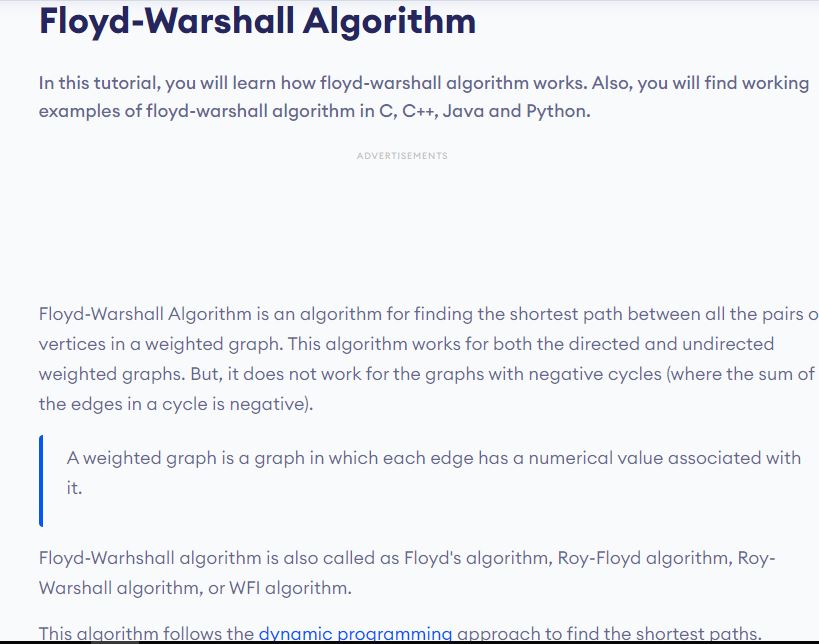 Floyd-Warshall Algorithm
In this tutorial, you will learn how floyd-warshall algorithm works. Also, you will find working
examples of floyd-warshall algorithm in C, C++, Java and Python.
ADVERTISEMENTS
Floyd-Warshall Algorithm is an algorithm for finding the shortest path between all the pairs o
vertices in a weighted graph. This algorithm works for both the directed and undirected
weighted graphs. But, it does not work for the graphs with negative cycles (where the sum of
the edges in a cycle is negative).
A weighted graph is a graph in which each edge has a numerical value associated with
it.
Floyd-Warhshall algorithm is also called as Floyd's algorithm, Roy-Floyd algorithm, Roy-
Warshall algorithm, or WFI algorithm.
This algorithm follows the dynamic programming approach to find the shortest paths.